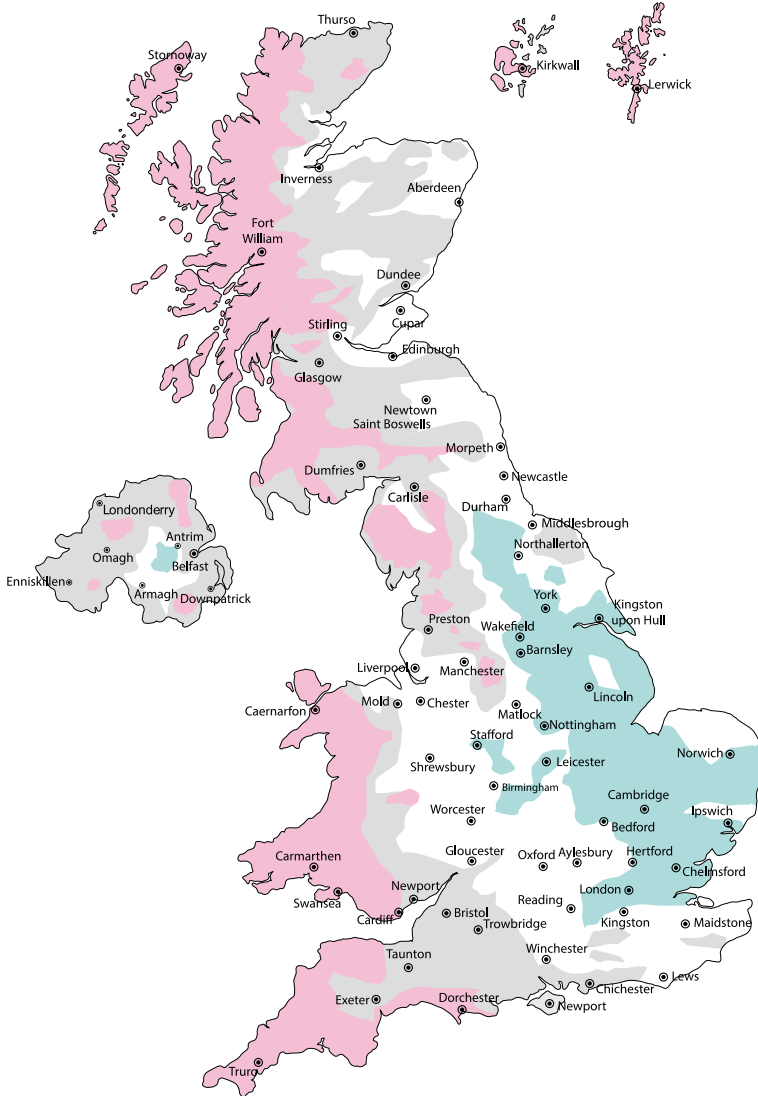 Thurso
Stornoway
Kirkwall
Lerwick
Inverness
Aberdeen
Fort
William
Dundee
Cupar
Stirling
Edinburgh
Glasgow
Newtown
Saint Boswells
Morpeth
Dumfries
Newcastle
Carlisle
Durham
Londonderry
Middlesbrough
Antrim
Northallerton
Omagh
Belfast
Enniskillen
Armagh
Downpatrick
York
Kingston
upon Hull
Preston
Wakefield
Barnsley
Liverpool
Manchester
Lincoln
Caernarfon
Mold
Chester
Matlock
Nottingham
Stafford
Norwich
Shrewsbury
Leicester
Birmingham
Cambridge
Worcester
Ipswich
Bedford
Gloucester
Carmarthen
Oxford
Aylesbury
Hertford
Chelmsford
Swansea
Newport
London
Cardiff
Bristol
Reading
Kingston
Maidstone
Trowbridge
Winchester
Taunton
Lews
Chichester
Exeter
Dorchester
Newport
Truro